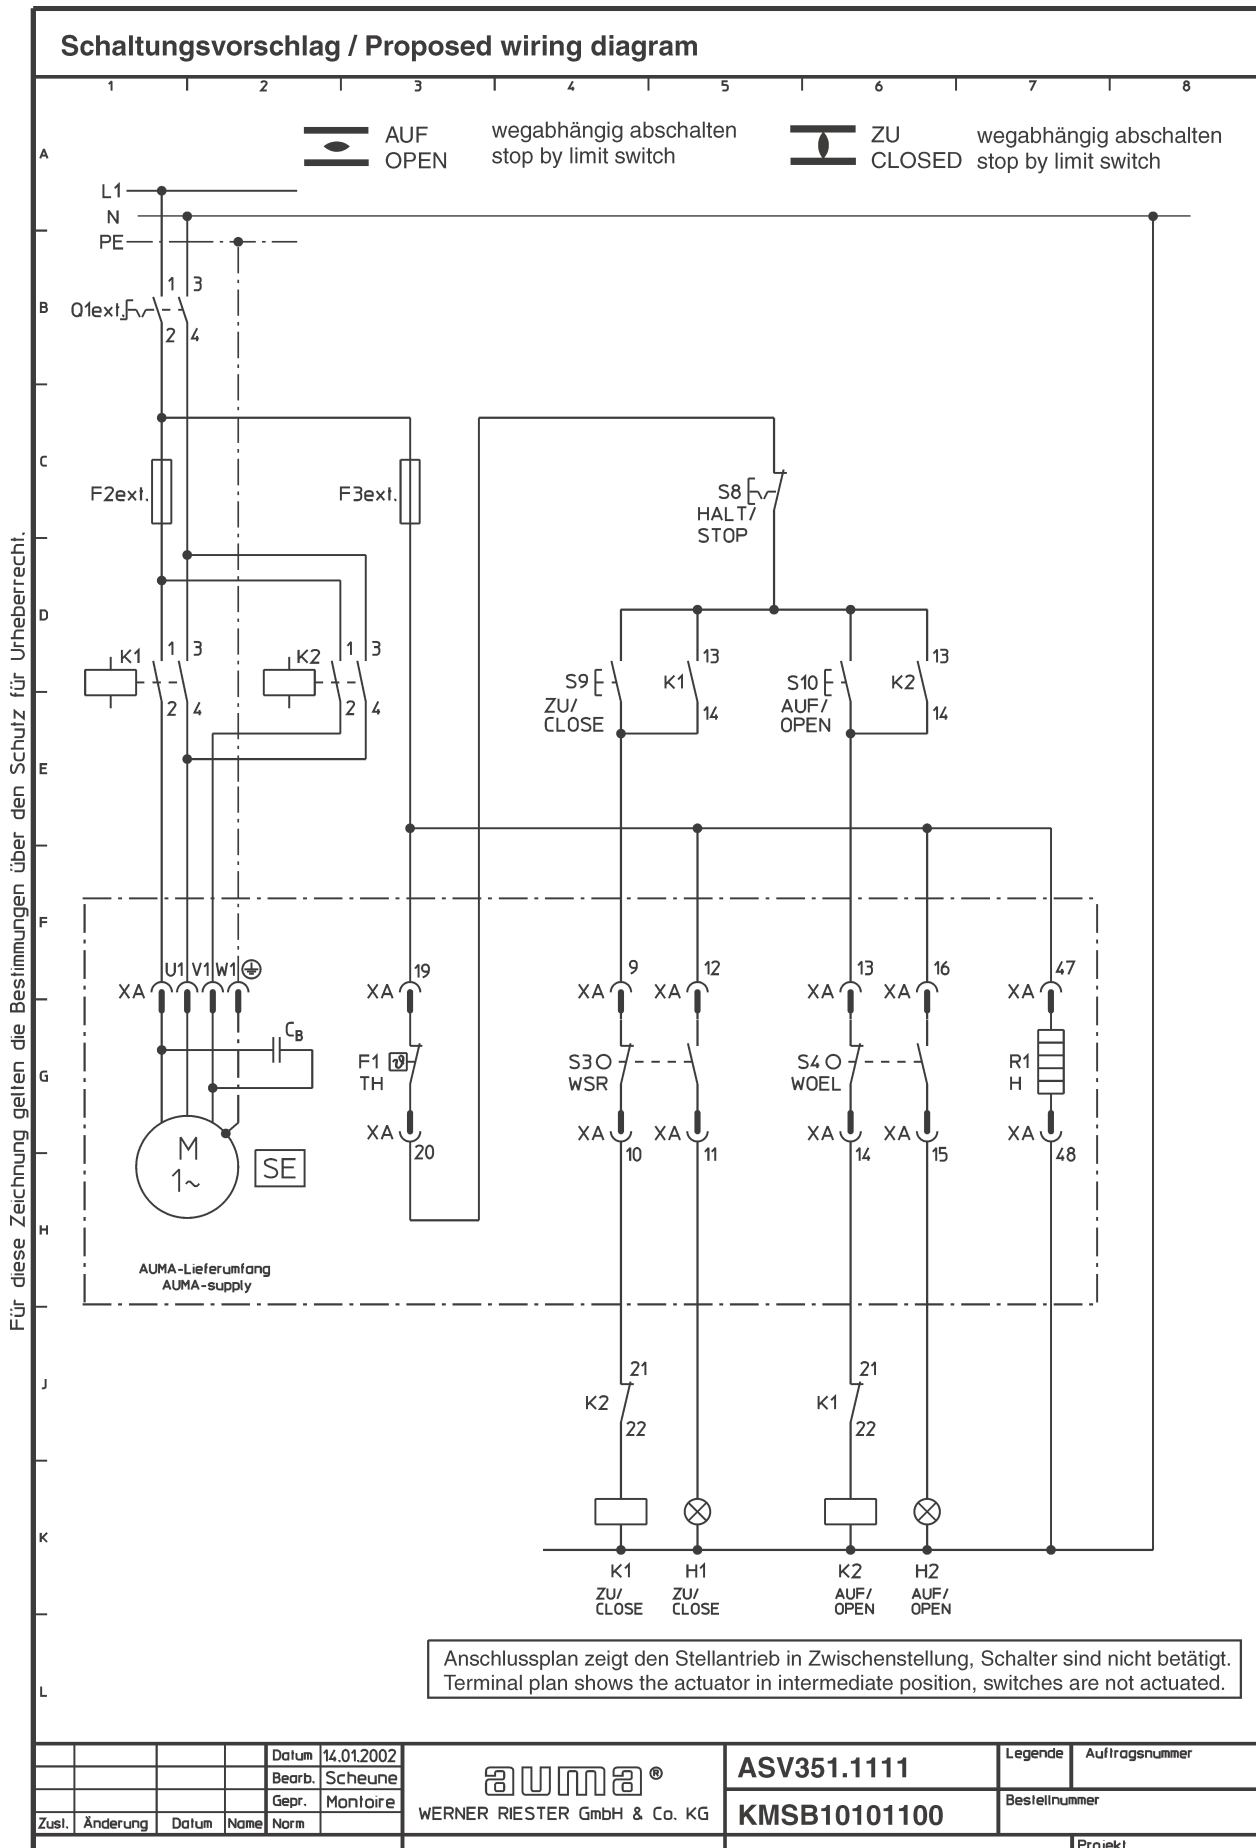 Schaltungsvorschlag / Proposed wiring diagram
1 2 3 4 5 6 7 8
AUF
OPEN
wegabhängig abschalten
stop by limit switch
ZU
CLOSED
wegabhängig abschalten
stop by limit switch
A
L1
N
PE
B
1 3
Q1ext.
2 4
C
F2ext.
F3ext.
S8
HALT/
STOP
D
K1 1 3
2 4
K2 1 3
2 4
S9
ZU/
CLOSE
K1
13
14
S10
AUF/
OPEN
K2
13
14
E
F
XA U1 V1 W1
XA 19
XA 9
XA 12
XA 13
XA 16
XA 47
G
CB
F1 ϑ
TH
S3
WSR
S4
WOEL
R1
H
XA 20
XA 10
XA 11
XA 14
XA 15
XA 48
M
1~
SE
H
AUMA-Lieferumfang
AUMA-supply
J
K2
21
22
K1
21
22
K
K1
ZU/
CLOSE
H1
ZU/
CLOSE
K2
AUF/
OPEN
H2
AUF/
OPEN
L
Anschlussplan zeigt den Stellantrieb in Zwischenstellung, Schalter sind nicht betätigt.
Terminal plan shows the actuator in intermediate position, switches are not actuated.
Für diese Zeichnung gelten die Bestimmungen über den Schutz für Urheberrecht.
Datum 14.01.2002
Bearb. Scheune
Gepr. Montoire
Zust. Änderung Datum Name Norm
auma®
WERNER RIESTER GmbH & Co. KG
ASV351.1111
KMSB10101100
Legende
Auftragsnummer
Bestellnummer
Projekt